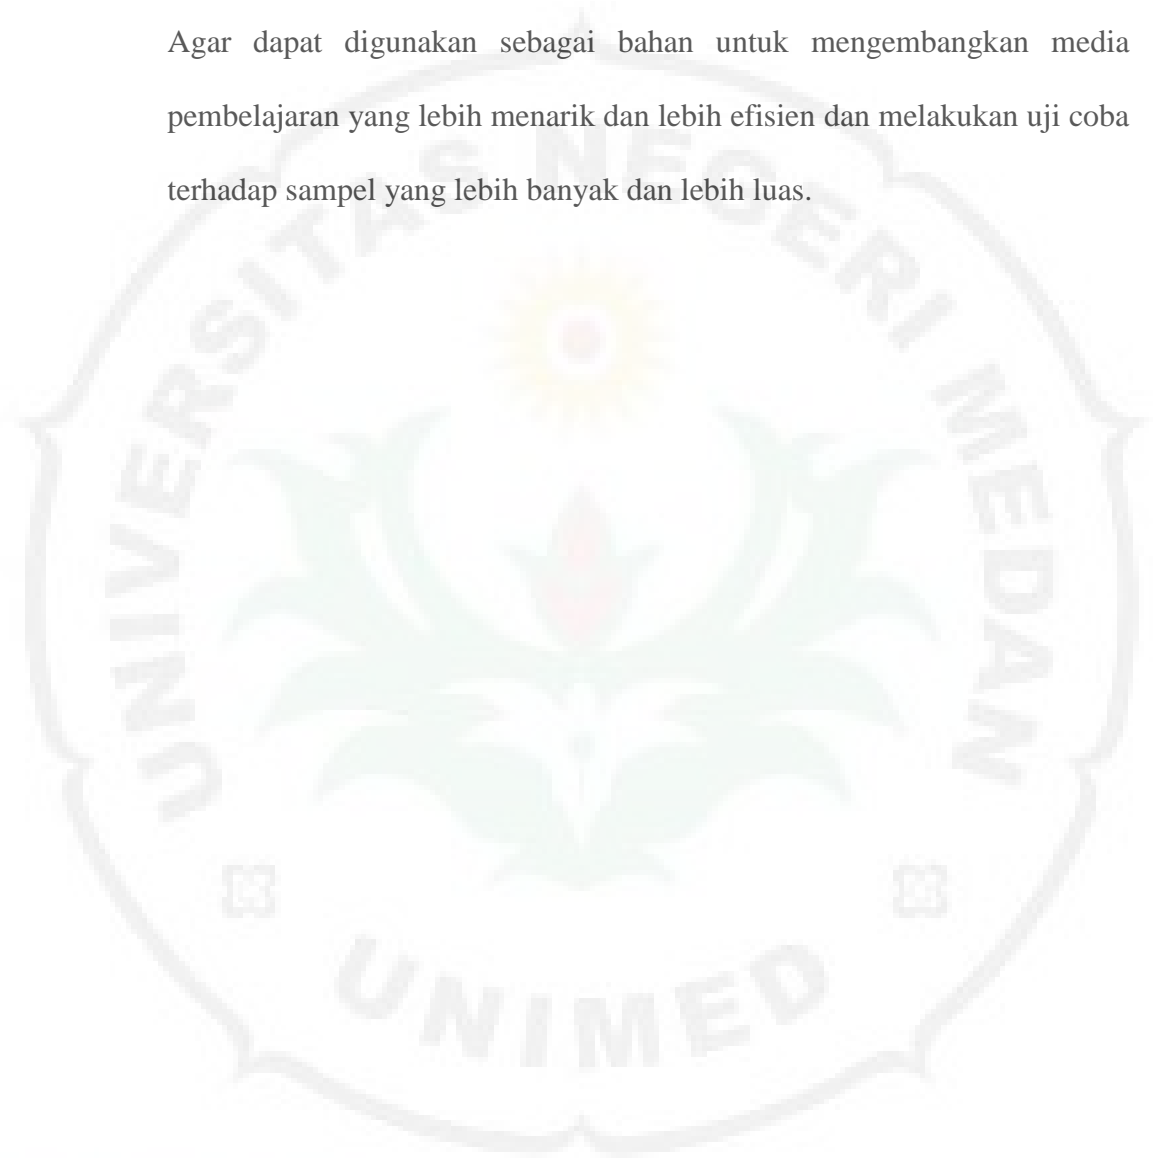 Agar dapat digunakan sebagai bahan untuk mengembangkan media
pembelajaran yang lebih menarik dan lebih efisien dan melakukan uji coba
terhadap sampel yang lebih banyak dan lebih luas.
UNIVERSITAS NEGERI MEDAN
UNIMED